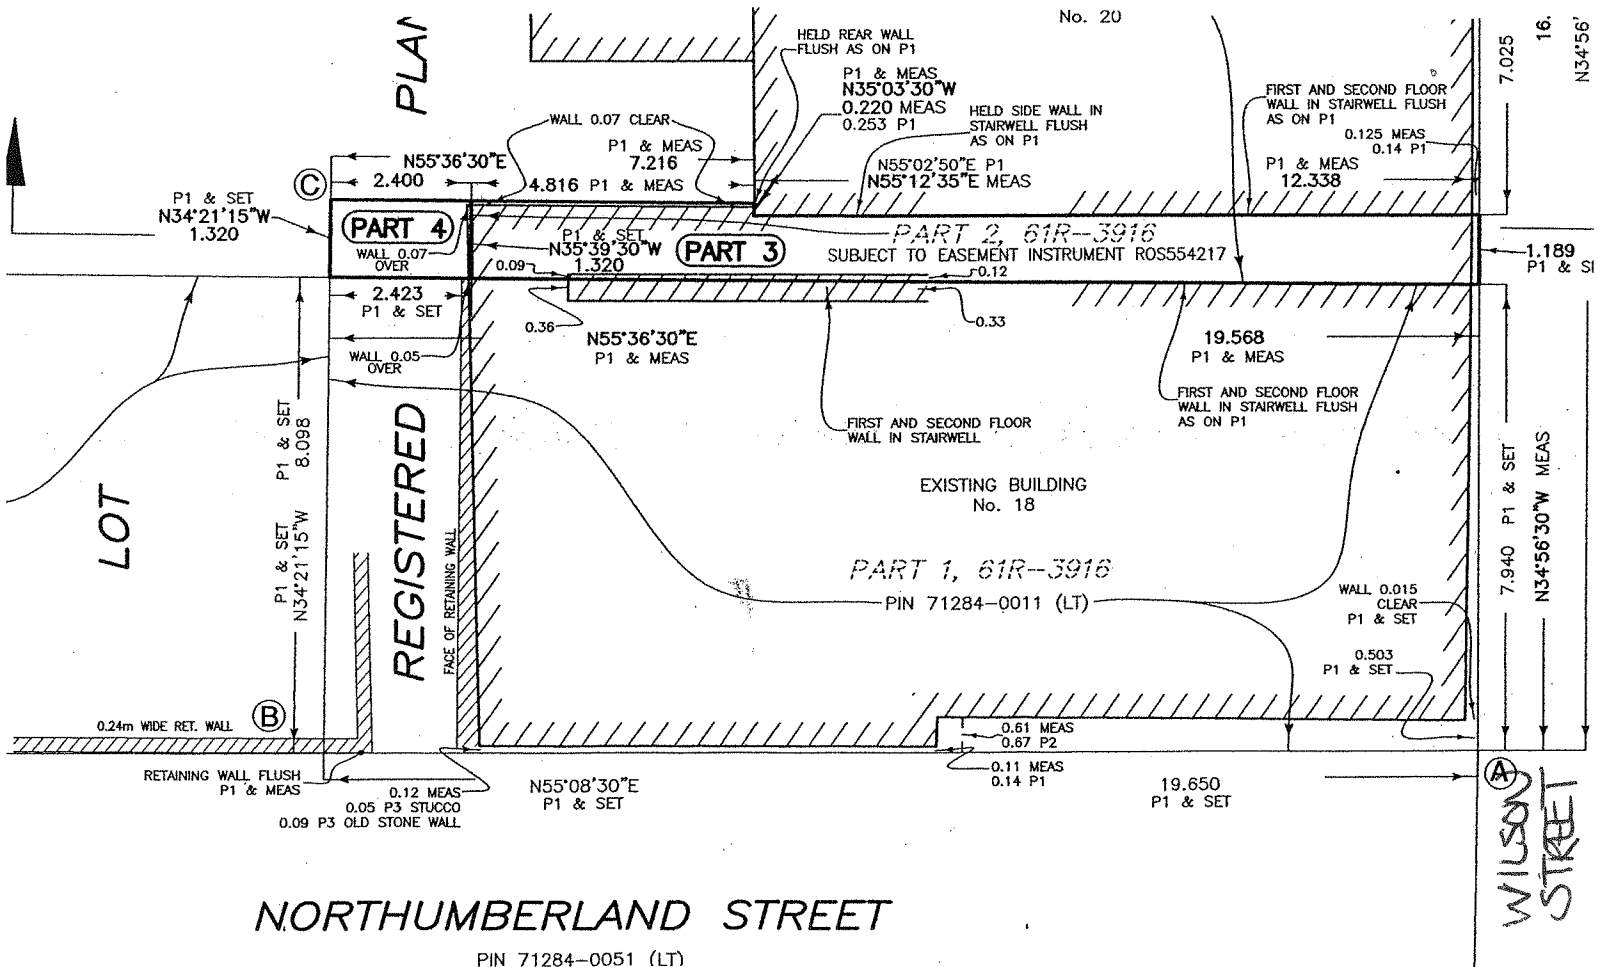 No. 20
7.025
16.
N34°56'
PLAN
HELD REAR WALL
FLUSH AS ON P1
P1 & MEAS
N35°03'30"W
0.220 MEAS
0.253 P1
HELD SIDE WALL IN
STAIRWELL FLUSH
AS ON P1
FIRST AND SECOND FLOOR
WALL IN STAIRWELL FLUSH
AS ON P1
0.125 MEAS
0.14 P1
WALL 0.07 CLEAR
P1 & MEAS
7.216
N55°36'30"E
2.400
4.816 P1 & MEAS
N55°02'50"E P1
N55°12'35"E MEAS
P1 & MEAS
12.338
C
P1 & SET
N34°21'15"W
1.320
PART 4
WALL 0.07
OVER
P1 & SET
N35°39'30"W
1.320
PART 3
PART 2, 61R-3916
SUBJECT TO EASEMENT INSTRUMENT ROS554217
1.189
P1 & S
0.09
0.12
2.423
P1 & SET
0.36
0.33
N55°36'30"E
P1 & MEAS
19.568
P1 & MEAS
WALL 0.05
OVER
FIRST AND SECOND FLOOR
WALL IN STAIRWELL
FIRST AND SECOND FLOOR
WALL IN STAIRWELL FLUSH
AS ON P1
P1 & SET
8.098
P1 & SET
N34°21'15"W
LOT
REGISTERED
FACE OF RETAINING WALL
EXISTING BUILDING
No. 18
PART 1, 61R-3916
PIN 71284-0011 (LT)
7.940 P1 & SET
N34°56'30"W MEAS
WALL 0.015
CLEAR
P1 & SET
0.503
P1 & SET
B
0.24m WIDE RET. WALL
0.61 MEAS
0.67 P2
0.11 MEAS
0.14 P1
RETAINING WALL FLUSH
P1 & MEAS
0.12 MEAS
0.05 P3 STUCCO
0.09 P3 OLD STONE WALL
N55°08'30"E
P1 & SET
19.650
P1 & SET
A
WILSON
STREET
NORTHUMBERLAND STREET
PIN 71284-0051 (LT)